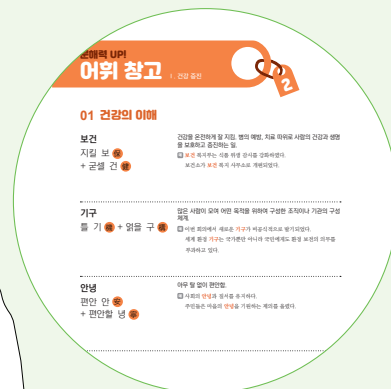 문해력 UP!
어휘 창고
Ⅰ. 건강 증진
2
01 건강의 이해
보건
지킬 보 保
+ 굳셀 건 健
건강을 온전하게 잘 지킴. 병의 예방, 치료 따위로 사람의 건강과 생명
을 보호하고 증진하는 일.
예 보건 복지부는 식품 위생 감시를 강화하였다.
보건소가 보건 복지 사무소로 개편되었다.
기구
틀 기 機 + 얽을 구 構
많은 사람이 모여 어떤 목적을 위하여 구성한 조직이나 기관의 구성
체계.
예 이번 회의에서 새로운 기구가 비공식적으로 발기되었다.
세계 환경 기구는 국가뿐만 아니라 국민에게도 환경 보전의 의무를
부과하고 있다.
안녕
편안 안 安
+ 편안할 녕 寧
아무 탈 없이 편안함.
예 사회의 안녕과 질서를 유지하다.
주민들은 마을의 안녕을 기원하는 제의를 올렸다.